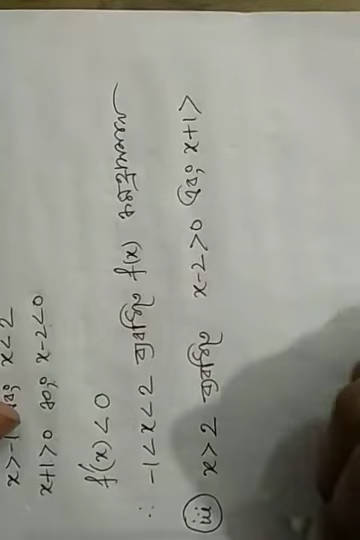 x>-1 এবং x<2
x+1>0 এবং x-2<0
f'(x)<0
∴ -1<x<2 ব্যবধিতে f(x) ক্রমহ্রাসমান
(iii) x>2 ব্যবধিতে x-2>0 এবং x+1>